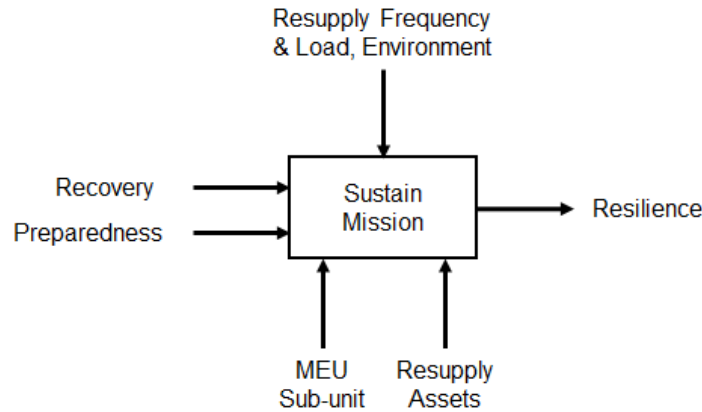 Resupply Frequency
& Load, Environment
Recovery
Preparedness
Sustain
Mission
Resilience
MEU
Sub-unit
Resupply
Assets